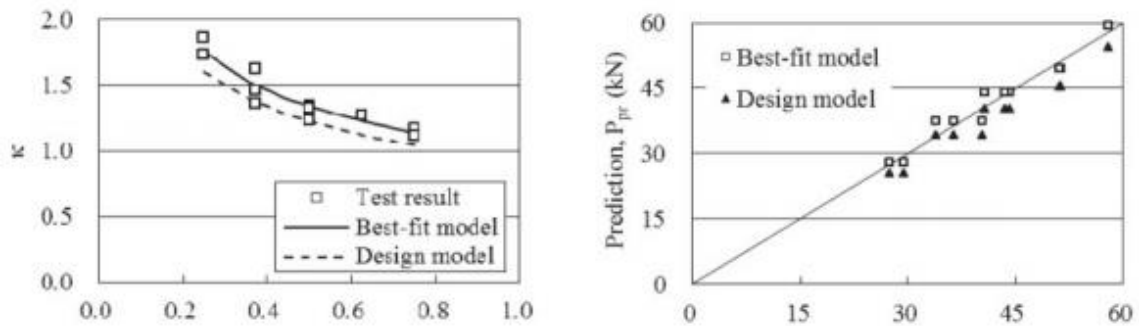 2.0
1.5
1.0
0.5
0.0
κ
0.0 0.2 0.4 0.6 0.8 1.0
Test result
Best-fit model
Design model
60
45
30
15
Prediction, Ppr (kN)
0 15 30 45 60
Best-fit model
Design model